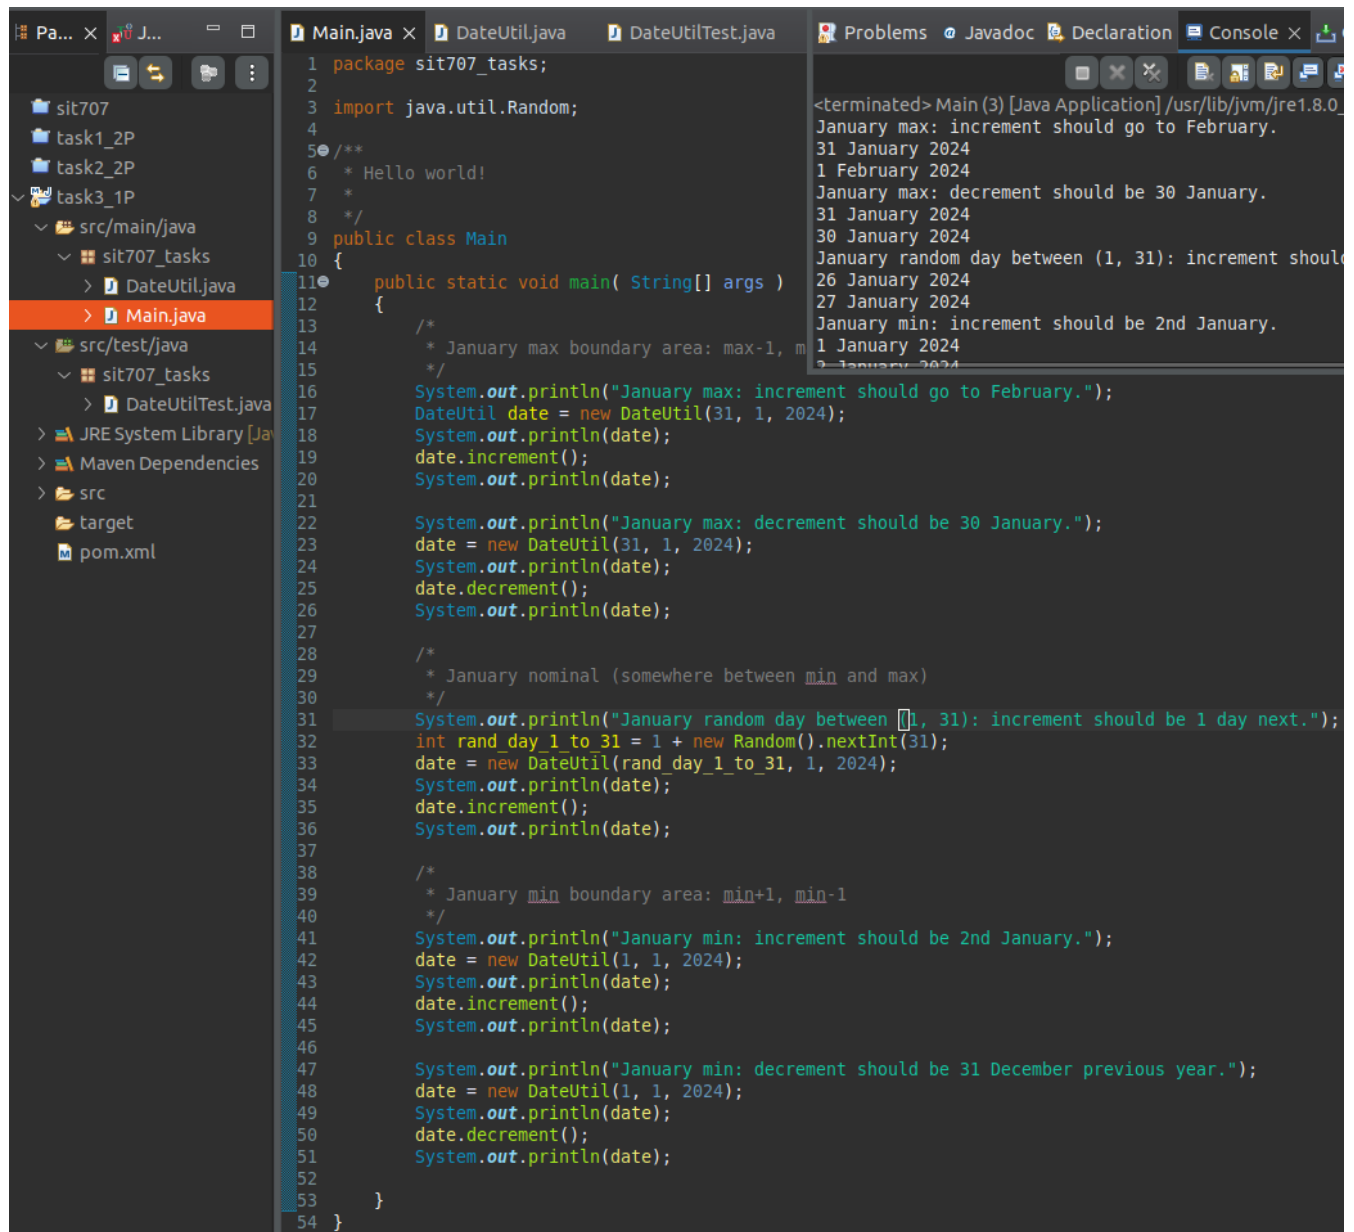 Pa...
J...
sit707
task1_2P
task2_2P
task3_1P
src/main/java
sit707_tasks
DateUtil.java
Main.java
src/test/java
sit707_tasks
DateUtilTest.java
JRE System Library [Jav
Maven Dependencies
src
target
pom.xml
Main.java
DateUtil.java
DateUtilTest.java
1 package sit707_tasks;
2
3 import java.util.Random;
4
5 /**
6 * Hello world!
7 *
8 */
9 public class Main
10 {
11 public static void main( String[] args )
12 {
13 /*
14 * January max boundary area: max-1, m
15 */
16 System.out.println("January max: increment should go to February.");
17 DateUtil date = new DateUtil(31, 1, 2024);
18 System.out.println(date);
19 date.increment();
20 System.out.println(date);
21
22 System.out.println("January max: decrement should be 30 January.");
23 date = new DateUtil(31, 1, 2024);
24 System.out.println(date);
25 date.decrement();
26 System.out.println(date);
27
28 /*
29 * January nominal (somewhere between min and max)
30 */
31 System.out.println("January random day between (1, 31): increment should be 1 day next.");
32 int rand_day_1_to_31 = 1 + new Random().nextInt(31);
33 date = new DateUtil(rand_day_1_to_31, 1, 2024);
34 System.out.println(date);
35 date.increment();
36 System.out.println(date);
37
38 /*
39 * January min boundary area: min+1, min-1
40 */
41 System.out.println("January min: increment should be 2nd January.");
42 date = new DateUtil(1, 1, 2024);
43 System.out.println(date);
44 date.increment();
45 System.out.println(date);
46
47 System.out.println("January min: decrement should be 31 December previous year.");
48 date = new DateUtil(1, 1, 2024);
49 System.out.println(date);
50 date.decrement();
51 System.out.println(date);
52
53 }
54 }
Problems
Javadoc
Declaration
Console
<terminated> Main (3) [Java Application] /usr/lib/jvm/jre1.8.0_
January max: increment should go to February.
31 January 2024
1 February 2024
January max: decrement should be 30 January.
31 January 2024
30 January 2024
January random day between (1, 31): increment should
26 January 2024
27 January 2024
January min: increment should be 2nd January.
1 January 2024
2 January 2024